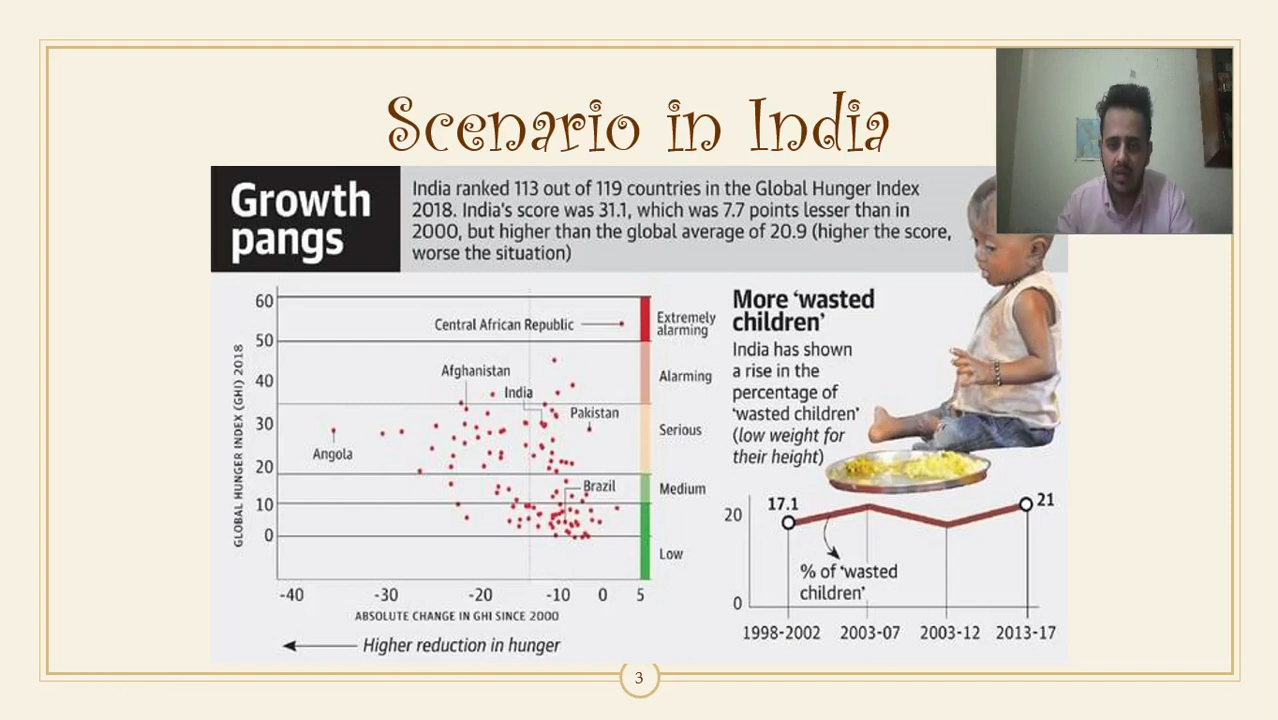 Scenario in India
Growth
pangs
India ranked 113 out of 119 countries in the Global Hunger Index
2018. India's score was 31.1, which was 7.7 points lesser than in
2000, but higher than the global average of 20.9 (higher the score,
worse the situation)
GLOBAL HUNGER INDEX (GHI) 2018
60
50
40
30
20
10
0
Central African Republic
Afghanistan
India
Pakistan
Angola
Brazil
Extremely
alarming
Alarming
Serious
Medium
Low
-40 -30 -20 -10 0 5
ABSOLUTE CHANGE IN GHI SINCE 2000
Higher reduction in hunger
More 'wasted
children'
India has shown
a rise in the
percentage of
'wasted children'
(low weight for
their height)
20
0
17.1
21
% of 'wasted
children'
1998-2002 2003-07 2003-12 2013-17
3